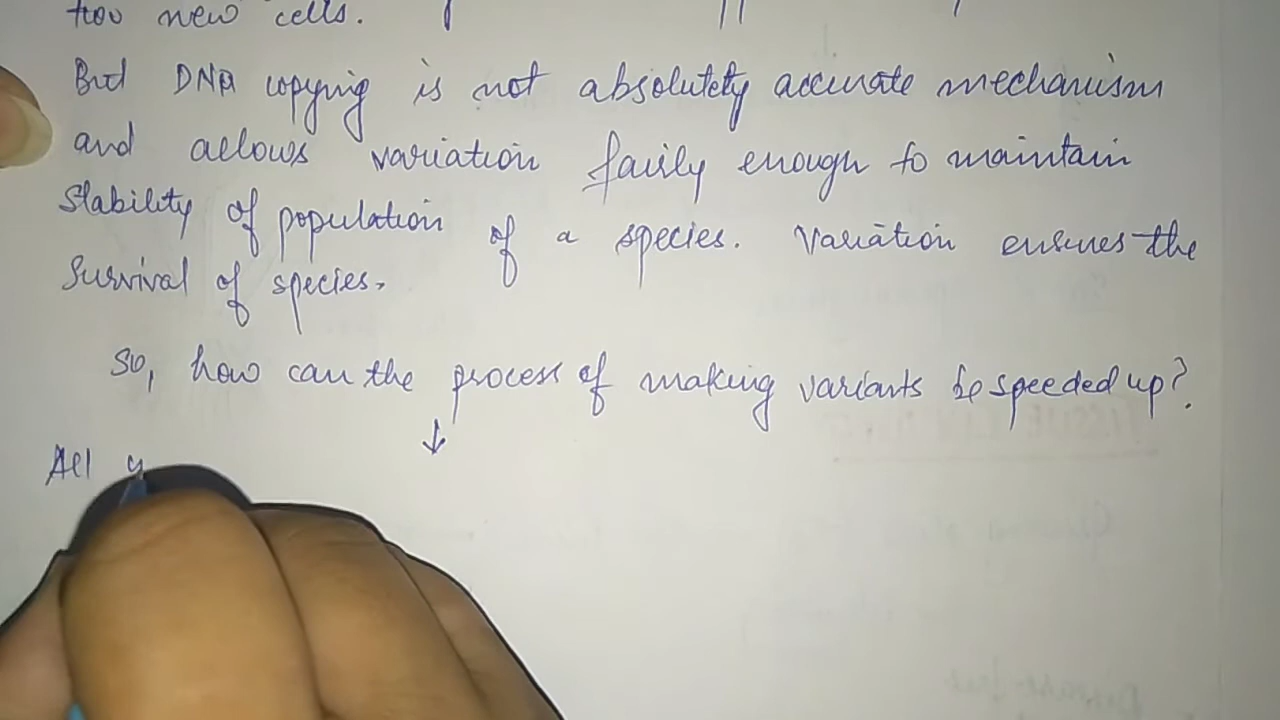 two new cells.
But DNA copying is not absolutely accurate mechanism
and allows variation fairly enough to maintain
Stability of population of a species. Variation ensures the
Survival of species.
So, how can the process of making variants be speeded up?
↓
All